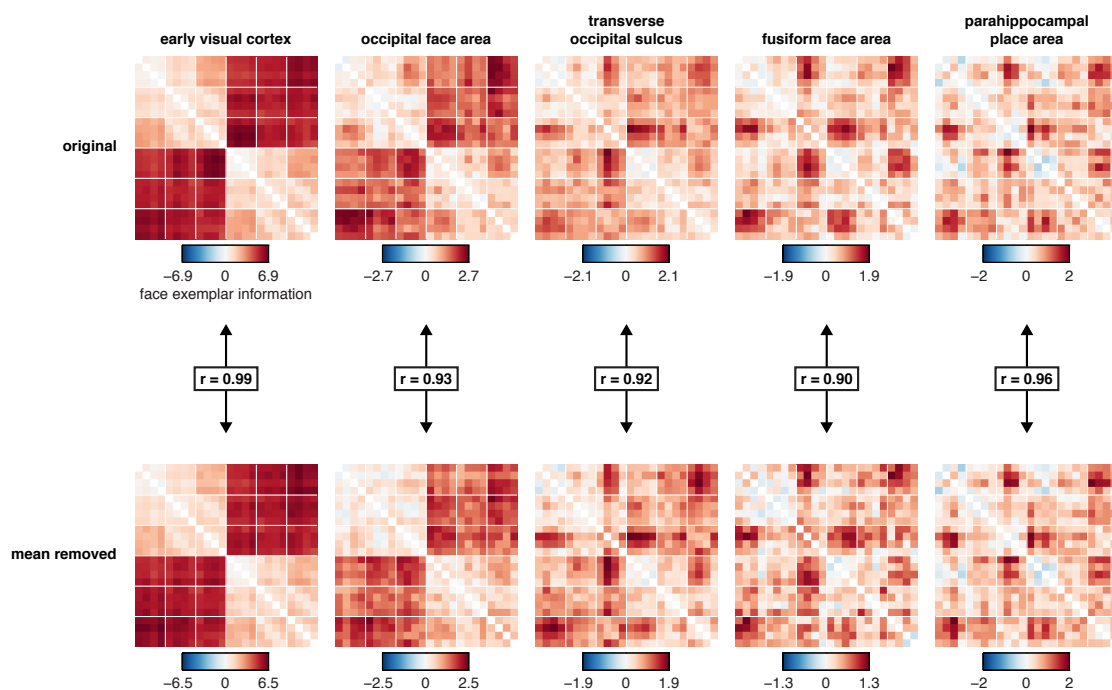 early visual cortex
occipital face area
transverse
occipital sulcus
fusiform face area
parahippocampal
place area
original
−6.9 0 6.9
face exemplar information
−2.7 0 2.7
−2.1 0 2.1
−1.9 0 1.9
−2 0 2
r = 0.99
r = 0.93
r = 0.92
r = 0.90
r = 0.96
mean removed
−6.5 0 6.5
−2.5 0 2.5
−1.9 0 1.9
−1.3 0 1.3
−2 0 2